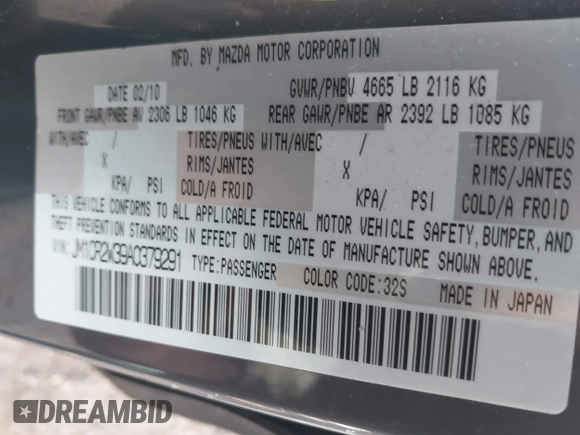 MFD. BY MAZDA MOTOR CORPORATION
DATE 02/10 GVWR/PNBV 4665 LB 2116 KG
FRONT GAWR/PNBE AV 2306 LB 1046 KG REAR GAWR/PNBE AR 2392 LB 1085 KG
WITH/AVEC / TIRES/PNEUS WITH/AVEC / TIRES/PNEUS
X RIMS/JANTES X RIMS/JANTES
KPA/ PSI COLD/A FROID KPA/ PSI COLD/A FROID
THIS VEHICLE CONFORMS TO ALL APPLICABLE FEDERAL MOTOR VEHICLE SAFETY, BUMPER, AND
THEFT PREVENTION STANDARDS IN EFFECT ON THE DATE OF MANUFACTURE SHOWN ABOVE.
VIN: JM1CR2W39A0379291 TYPE:PASSENGER COLOR CODE:32S MADE IN JAPAN
DREAMBID